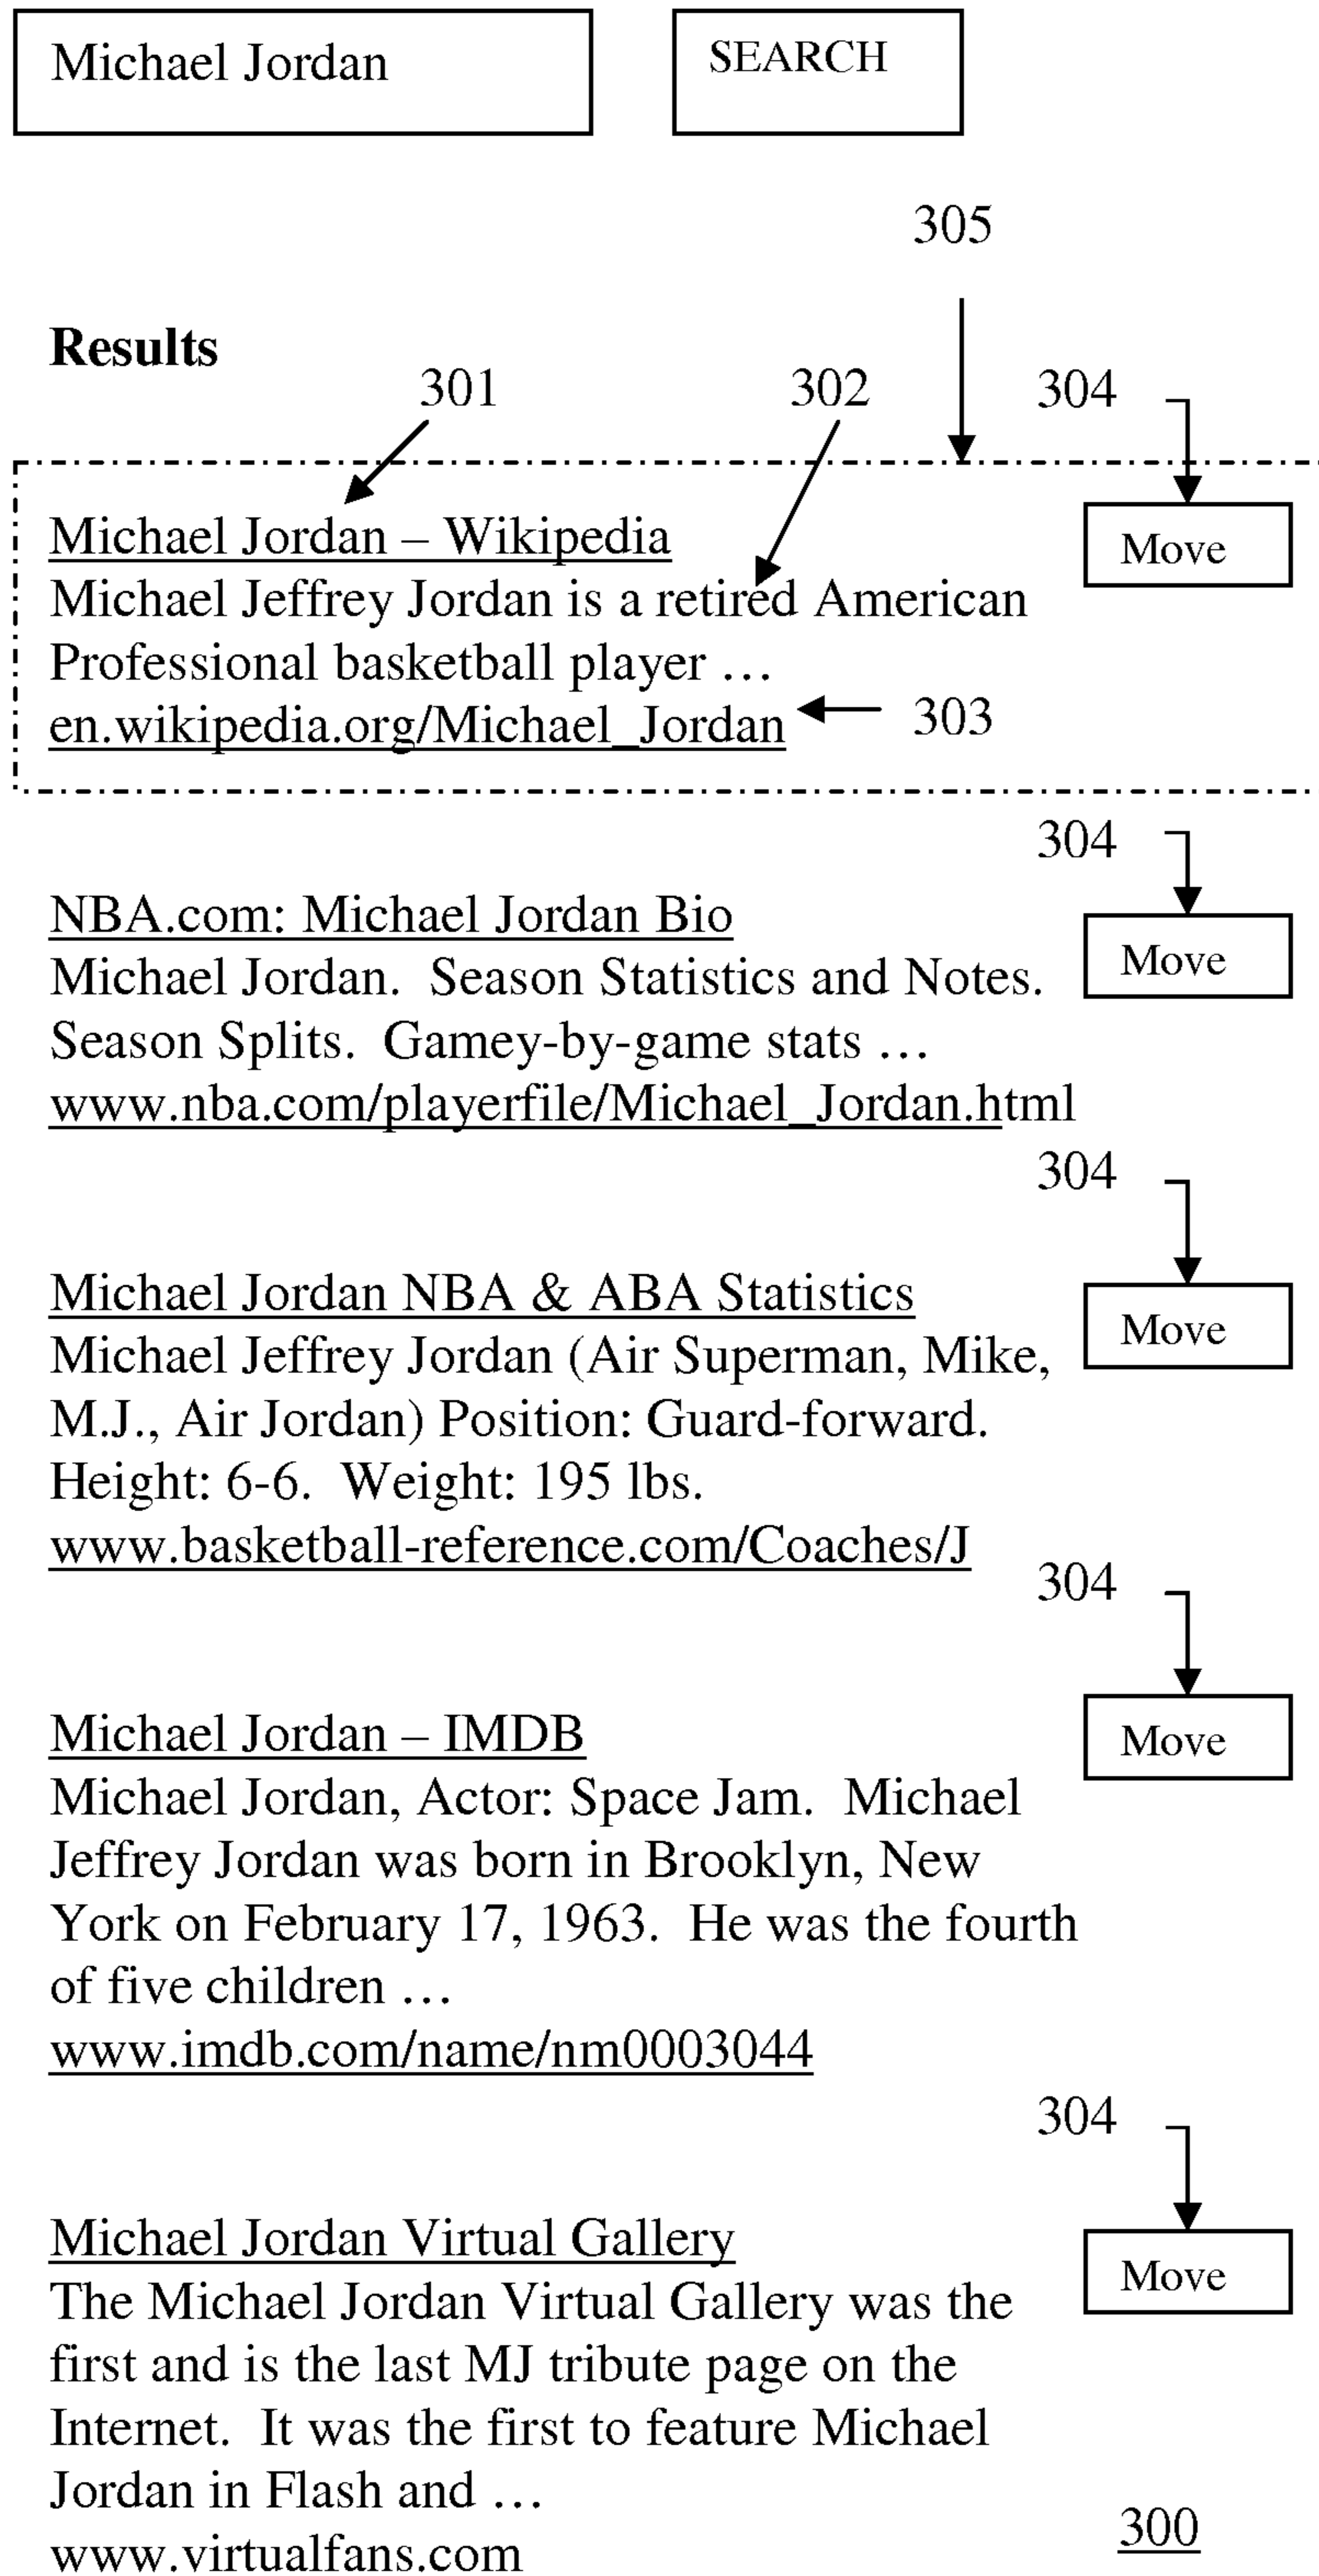 Michael Jordan
SEARCH
305
Results
301
302
304
Michael Jordan – Wikipedia
Move
Michael Jeffrey Jordan is a retired American
Professional basketball player …
en.wikipedia.org/Michael_Jordan
303
304
NBA.com: Michael Jordan Bio
Move
Michael Jordan.  Season Statistics and Notes.
Season Splits.  Gamey-by-game stats …
www.nba.com/playerfile/Michael_Jordan.html
304
Michael Jordan NBA & ABA Statistics
Move
Michael Jeffrey Jordan (Air Superman, Mike,
M.J., Air Jordan) Position: Guard-forward.
Height: 6-6.  Weight: 195 lbs.
www.basketball-reference.com/Coaches/J
304
Michael Jordan – IMDB
Move
Michael Jordan, Actor: Space Jam.  Michael
Jeffrey Jordan was born in Brooklyn, New
York on February 17, 1963.  He was the fourth
of five children …
www.imdb.com/name/nm0003044
304
Michael Jordan Virtual Gallery
Move
The Michael Jordan Virtual Gallery was the
first and is the last MJ tribute page on the
Internet.  It was the first to feature Michael
Jordan in Flash and …
www.virtualfans.com
300